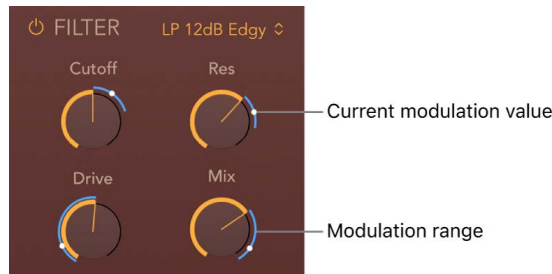 FILTER LP 12dB Edgy
Cutoff Res
Current modulation value
Drive Mix
Modulation range